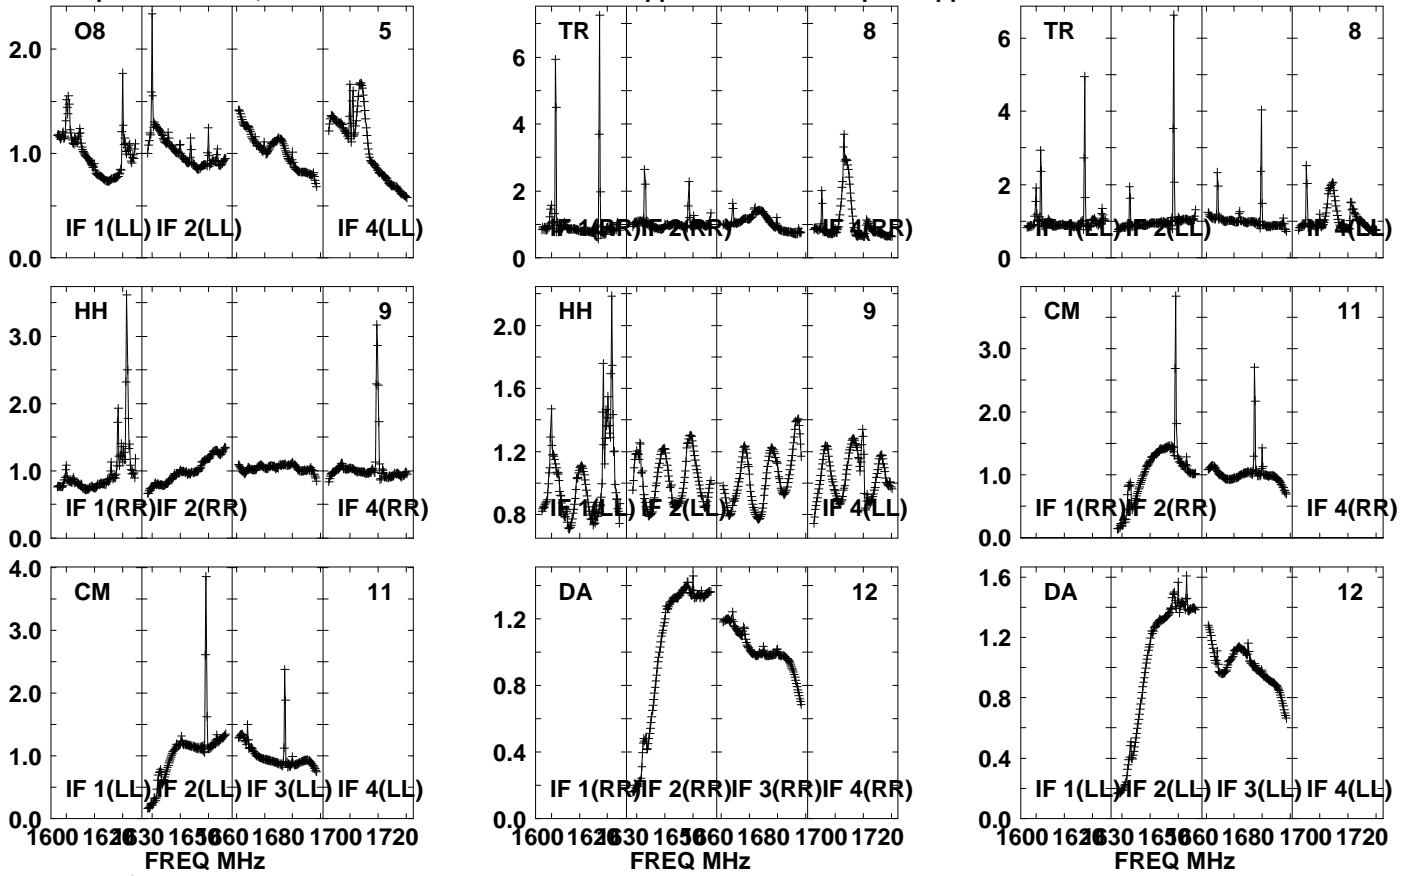 O8 5
2.0
1.0
0.0
IF 1(LL) IF 2(LL) IF 4(LL)
TR 8
6
4
2
0
IF 1(RR) IF 2(RR) IF 4(RR)
TR 8
6
4
2
0
IF 1(LL) IF 2(LL) IF 4(LL)
HH 9
3.0
2.0
1.0
0.0
IF 1(RR) IF 2(RR) IF 4(RR)
HH 9
2.0
1.6
1.2
0.8
IF 1(LL) IF 2(LL) IF 4(LL)
CM 11
3.0
2.0
1.0
0.0
IF 1(RR) IF 2(RR) IF 4(RR)
CM 11
4.0
3.0
2.0
1.0
0.0
IF 1(LL) IF 2(LL) IF 3(LL) IF 4(LL)
1600 1620 1630 1650 1660 1700 1720
FREQ MHz
DA 12
1.2
0.8
0.4
0.0
IF 1(RR) IF 2(RR) IF 3(RR) IF 4(RR)
1600 1620 1630 1650 1660 1700 1720
FREQ MHz
DA 12
1.6
1.2
0.8
0.4
0.0
IF 1(LL) IF 2(LL) IF 3(LL) IF 4(LL)
1600 1620 1630 1650 1660 1700 1720
FREQ MHz